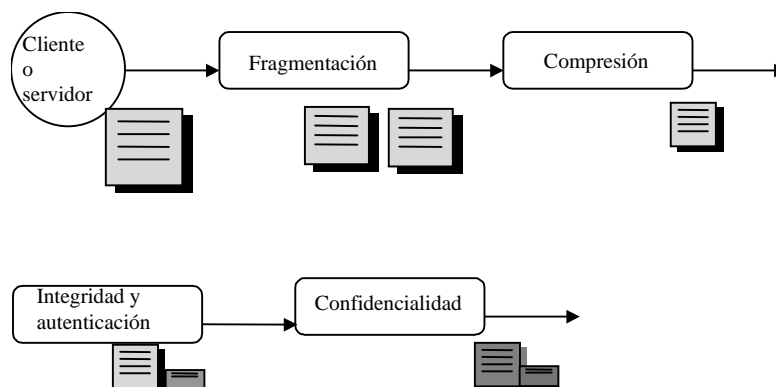 Cliente
o
servidor
Fragmentación
Compresión
Integridad y
autenticación
Confidencialidad